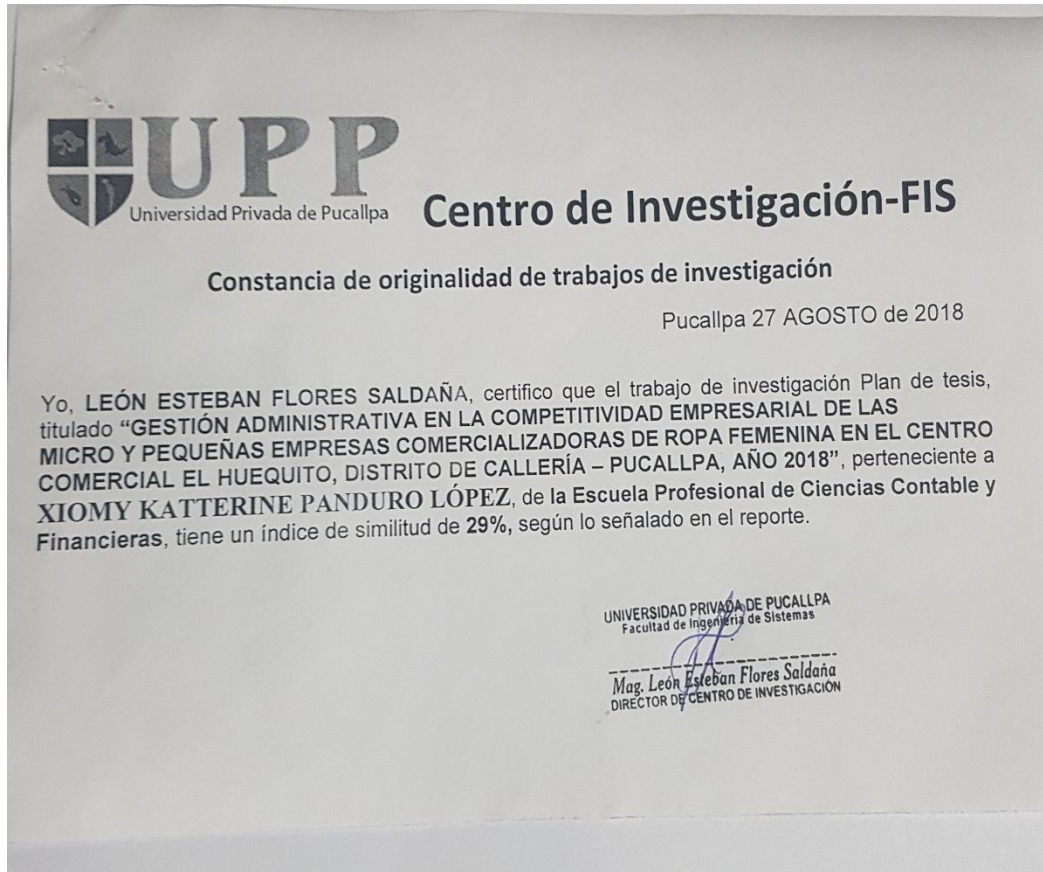 UPP
Universidad Privada de Pucallpa
Centro de Investigación-FIS
Constancia de originalidad de trabajos de investigación
Pucallpa 27 AGOSTO de 2018
Yo, LEÓN ESTEBAN FLORES SALDAÑA, certifico que el trabajo de investigación Plan de tesis,
titulado “GESTIÓN ADMINISTRATIVA EN LA COMPETITIVIDAD EMPRESARIAL DE LAS
MICRO Y PEQUEÑAS EMPRESAS COMERCIALIZADORAS DE ROPA FEMENINA EN EL CENTRO
COMERCIAL EL HUEQUITO, DISTRITO DE CALLERÍA – PUCALLPA, AÑO 2018”, perteneciente a
XIOMY KATTERINE PANDURO LÓPEZ, de la Escuela Profesional de Ciencias Contable y
Financieras, tiene un índice de similitud de 29%, según lo señalado en el reporte.
UNIVERSIDAD PRIVADA DE PUCALLPA
Facultad de Ingeniería de Sistemas
Mag. León Esteban Flores Saldaña
DIRECTOR DE CENTRO DE INVESTIGACIÓN